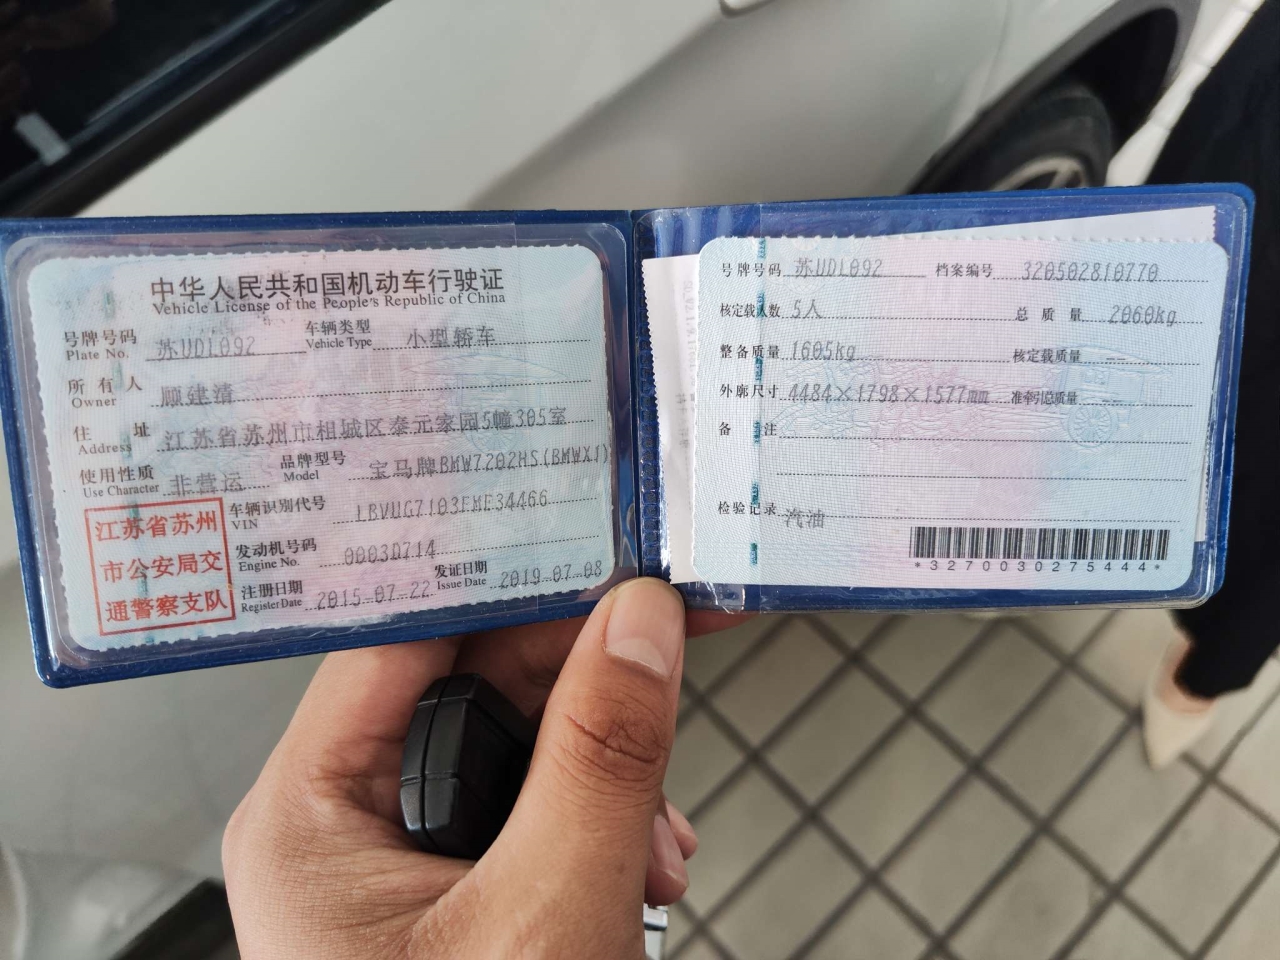 中华人民共和国机动车行驶证
Vehicle License of the People's Republic of China
号牌号码 Plate No. 苏UDL092 车辆类型 Vehicle Type 小型轿车
所有人 Owner 顾建清
住址 Address 江苏省苏州市相城区泰元家园5幢305室
使用性质 Use Character 非营运 品牌型号 Model 宝马牌BMW7202HS(BMWX1)
江苏省苏州
市公安局交
通警察支队
车辆识别代号 VIN LBVUG7103FME34466
发动机号码 Engine No. 0003D714
注册日期 Register Date 2015-07-22 发证日期 Issue Date 2019-07-08
号牌号码 苏UDL092 档案编号 320502810770
核定载人数 5人 总质量 2060kg
整备质量 1605kg 核定载质量 --
外廓尺寸 4484×1798×1577mm 准牵引总质量 --
备注
检验记录 汽油
*3270030275444*